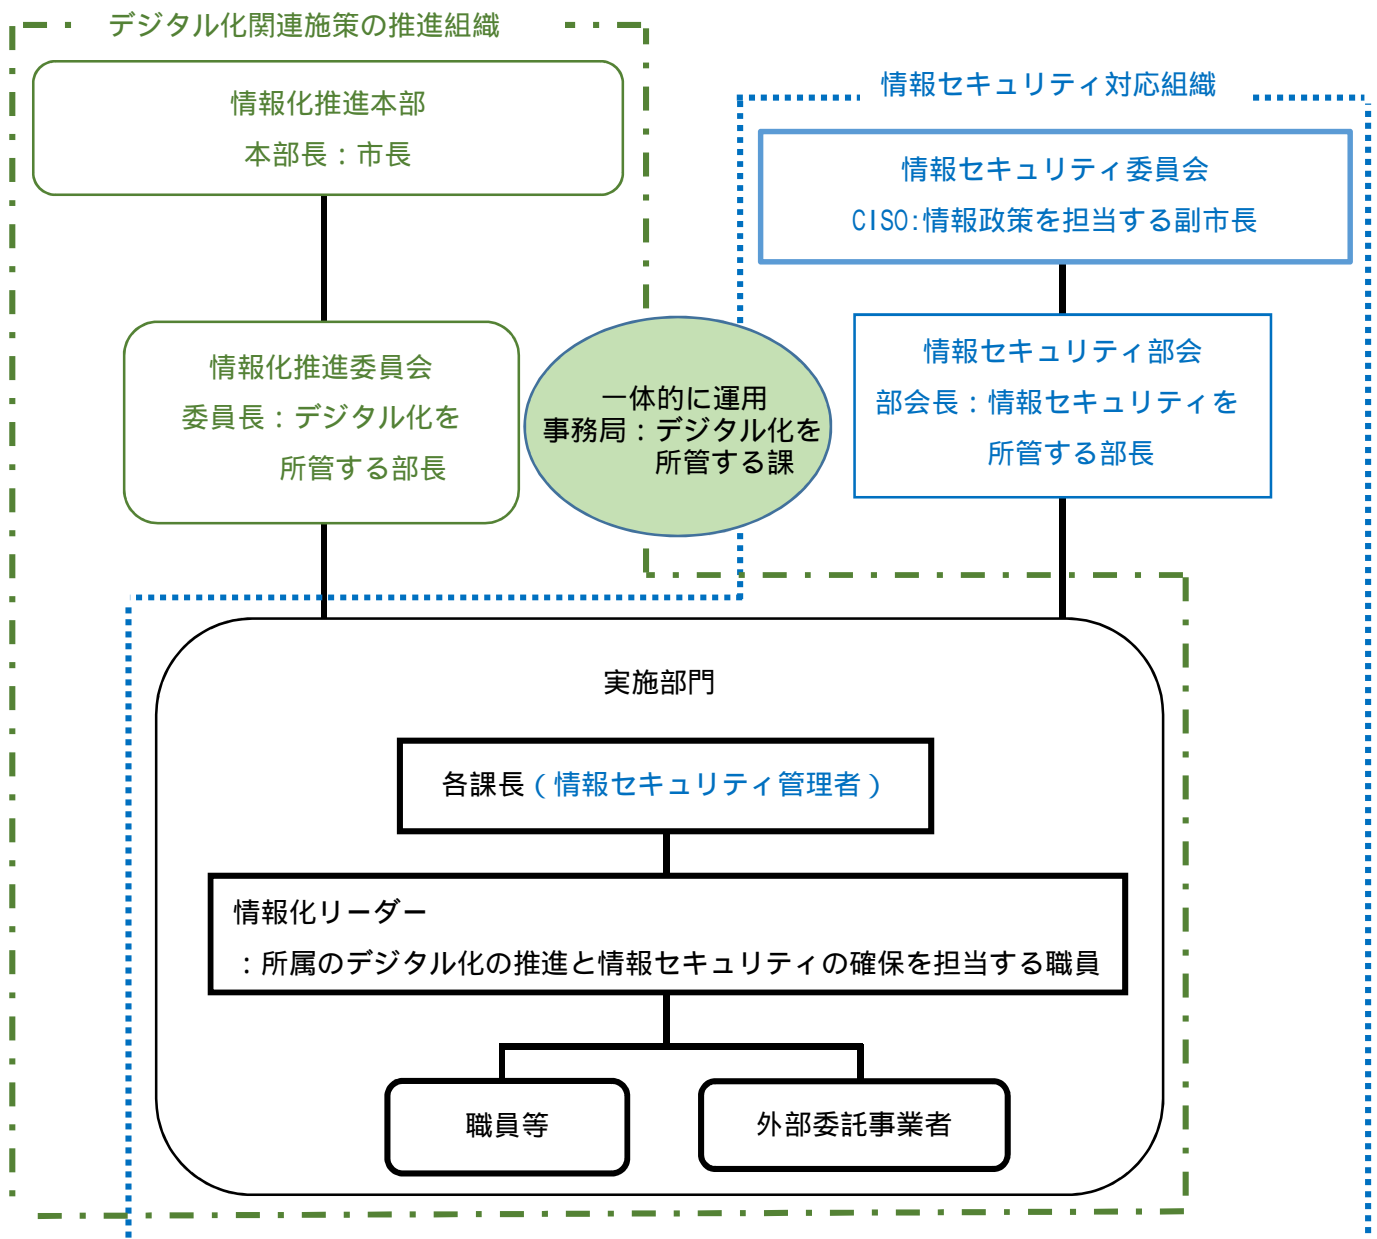 デジタル化関連施策の推進組織
情報化推進本部
本部長：市長
情報セキュリティ対応組織
情報セキュリティ委員会
CISO:情報政策を担当する副市長
情報化推進委員会
委員長：デジタル化を
所管する部長
一体的に運用
事務局：デジタル化を
所管する課
情報セキュリティ部会
部会長：情報セキュリティを
所管する部長
実施部門
各課長（情報セキュリティ管理者）
情報化リーダー
：所属のデジタル化の推進と情報セキュリティの確保を担当する職員
職員等
外部委託事業者